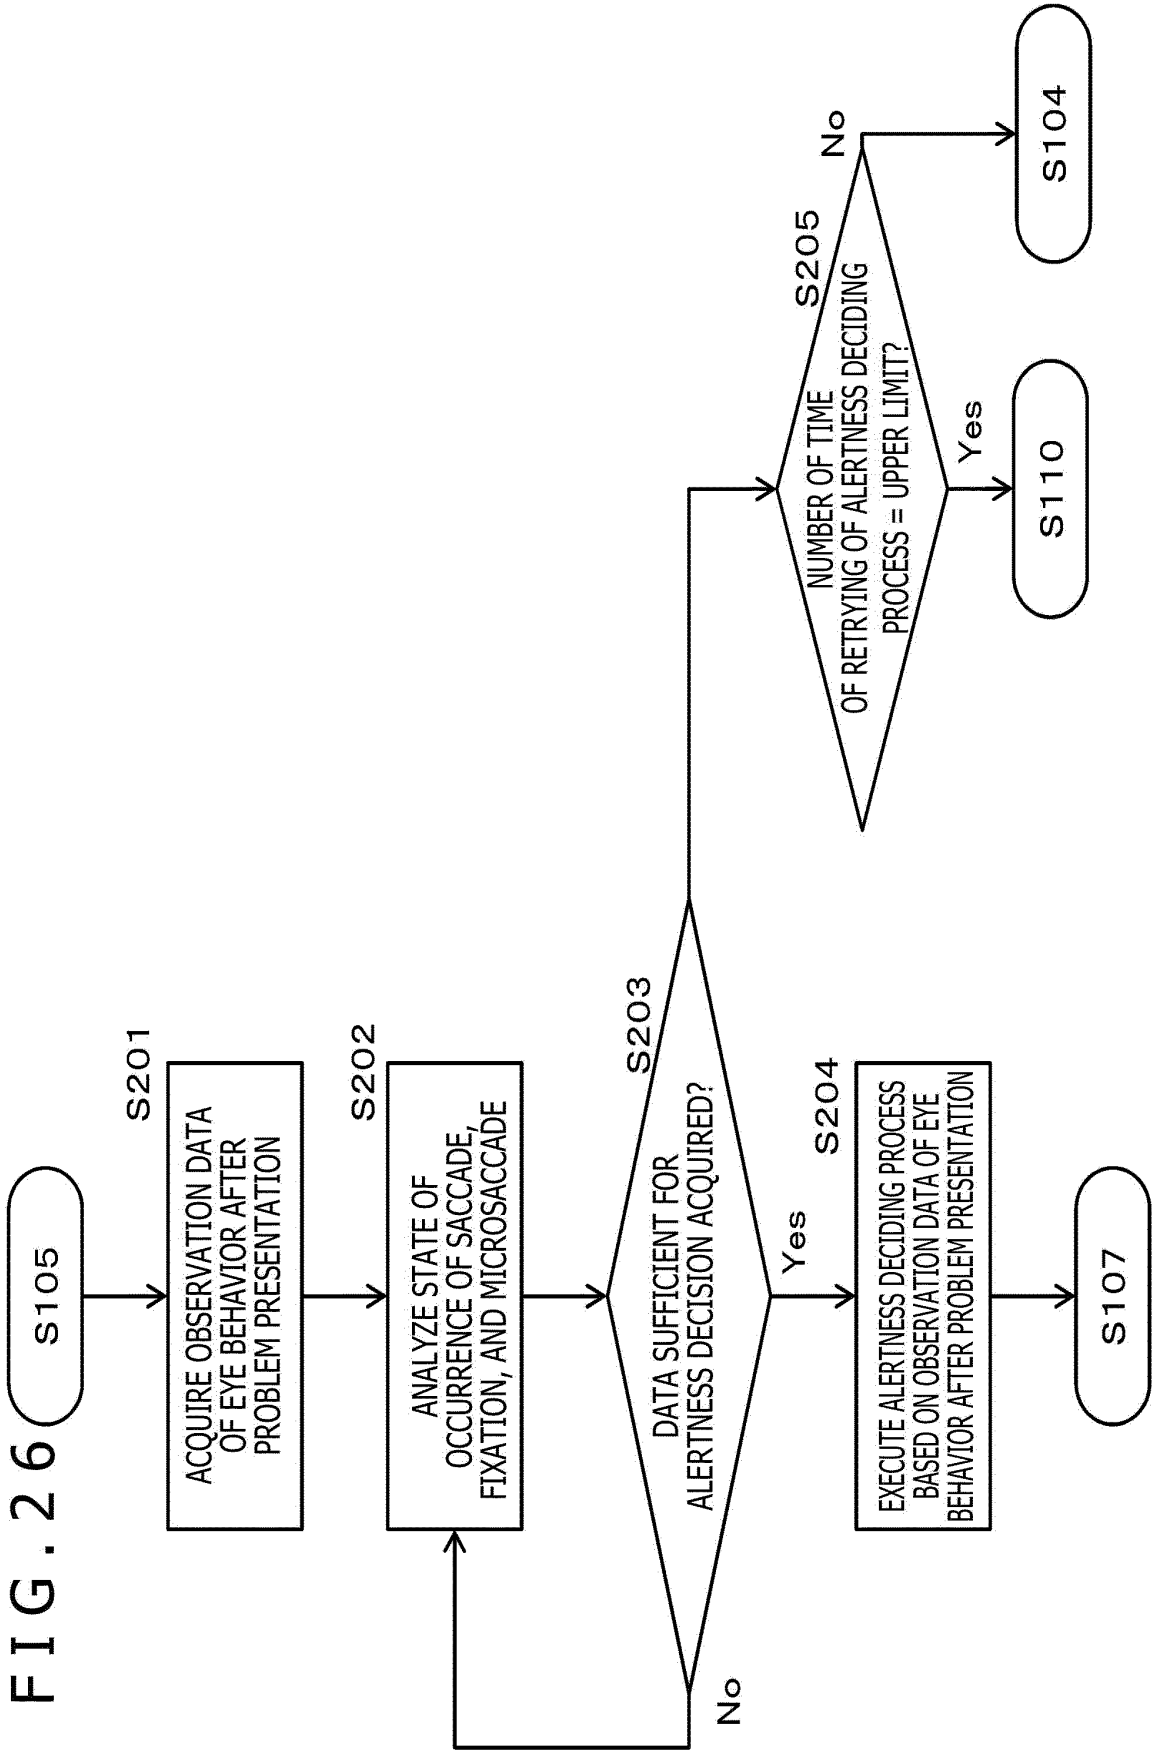 FIG.26
S105
S201
ACQUIRE OBSERVATION DATA
OF EYE BEHAVIOR AFTER
PROBLEM PRESENTATION
S202
ANALYZE STATE OF
OCCURRENCE OF SACCADE,
FIXATION, AND MICROSACCADE
S203
DATA SUFFICIENT FOR
ALERTNESS DECISION ACQUIRED?
No
Yes
S204
EXECUTE ALERTNESS DECIDING PROCESS
BASED ON OBSERVATION DATA OF EYE
BEHAVIOR AFTER PROBLEM PRESENTATION
S107
S205
NUMBER OF TIME
OF RETRYING OF ALERTNESS DECIDING
PROCESS = UPPER LIMIT?
No
Yes
S110
S104